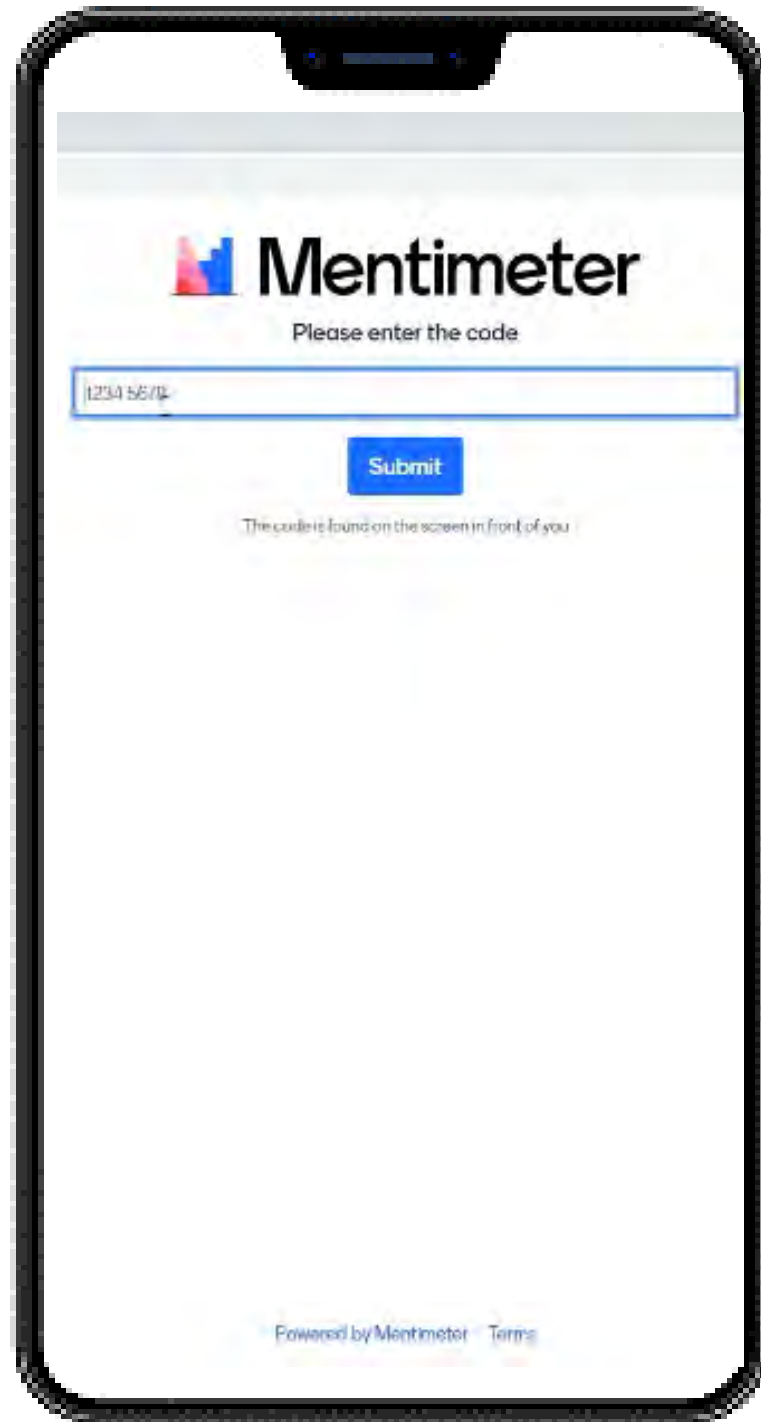 Mentimeter
Please enter the code
1234 5678
Submit
The code is found on the screen in front of you
Powered by Mentimeter Terms